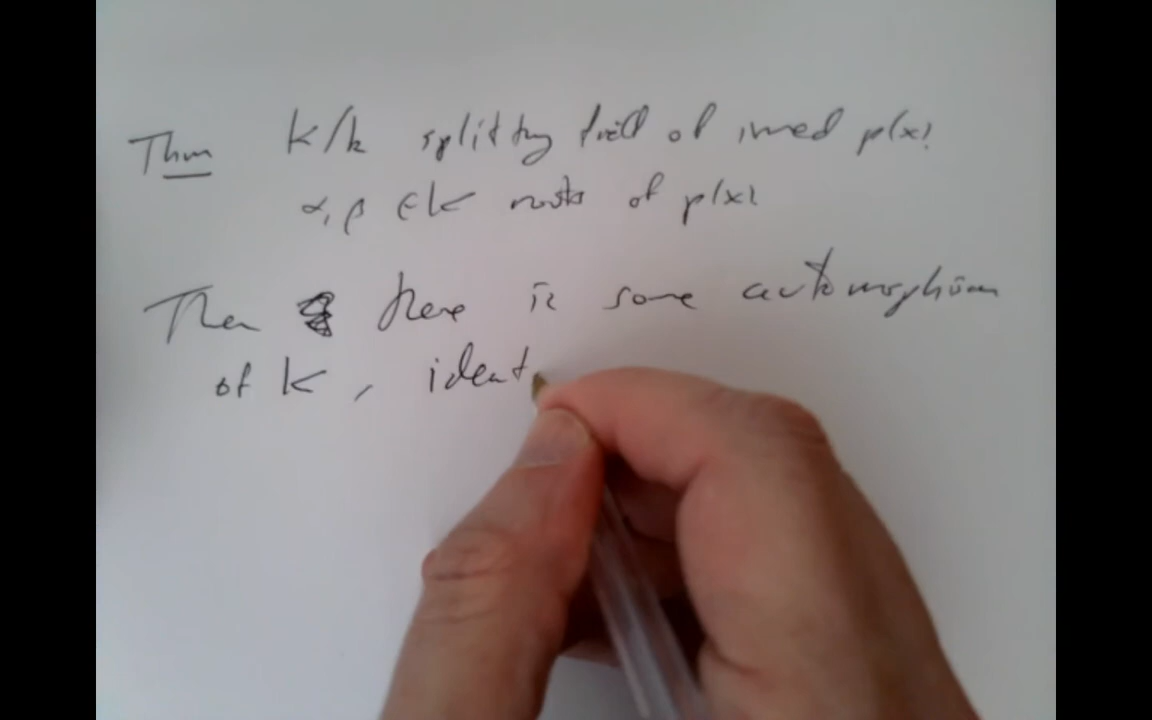 Thm K/k splitting field of irred p(x)
α, β ∈ K roots of p(x)
Then there is some automorphism
of K, ident